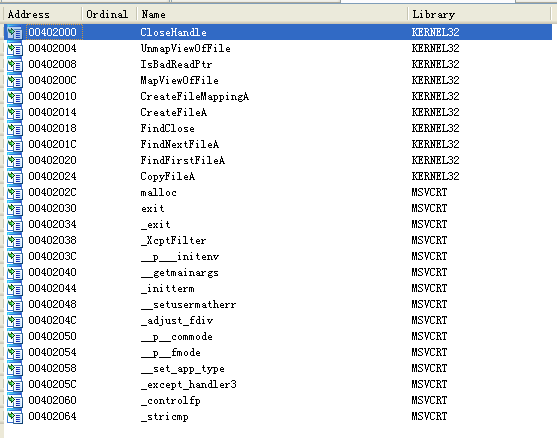 Address Ordinal Name Library
00402000 CloseHandle KERNEL32
00402004 UnmapViewOfFile KERNEL32
00402008 IsBadReadPtr KERNEL32
0040200C MapViewOfFile KERNEL32
00402010 CreateFileMappingA KERNEL32
00402014 CreateFileA KERNEL32
00402018 FindClose KERNEL32
0040201C FindNextFileA KERNEL32
00402020 FindFirstFileA KERNEL32
00402024 CopyFileA KERNEL32
0040202C malloc MSVCRT
00402030 exit MSVCRT
00402034 _exit MSVCRT
00402038 _XcptFilter MSVCRT
0040203C __p___initenv MSVCRT
00402040 __getmainargs MSVCRT
00402044 _initterm MSVCRT
00402048 __setusermatherr MSVCRT
0040204C _adjust_fdiv MSVCRT
00402050 __p__commode MSVCRT
00402054 __p__fmode MSVCRT
00402058 __set_app_type MSVCRT
0040205C _except_handler3 MSVCRT
00402060 _controlfp MSVCRT
00402064 _stricmp MSVCRT